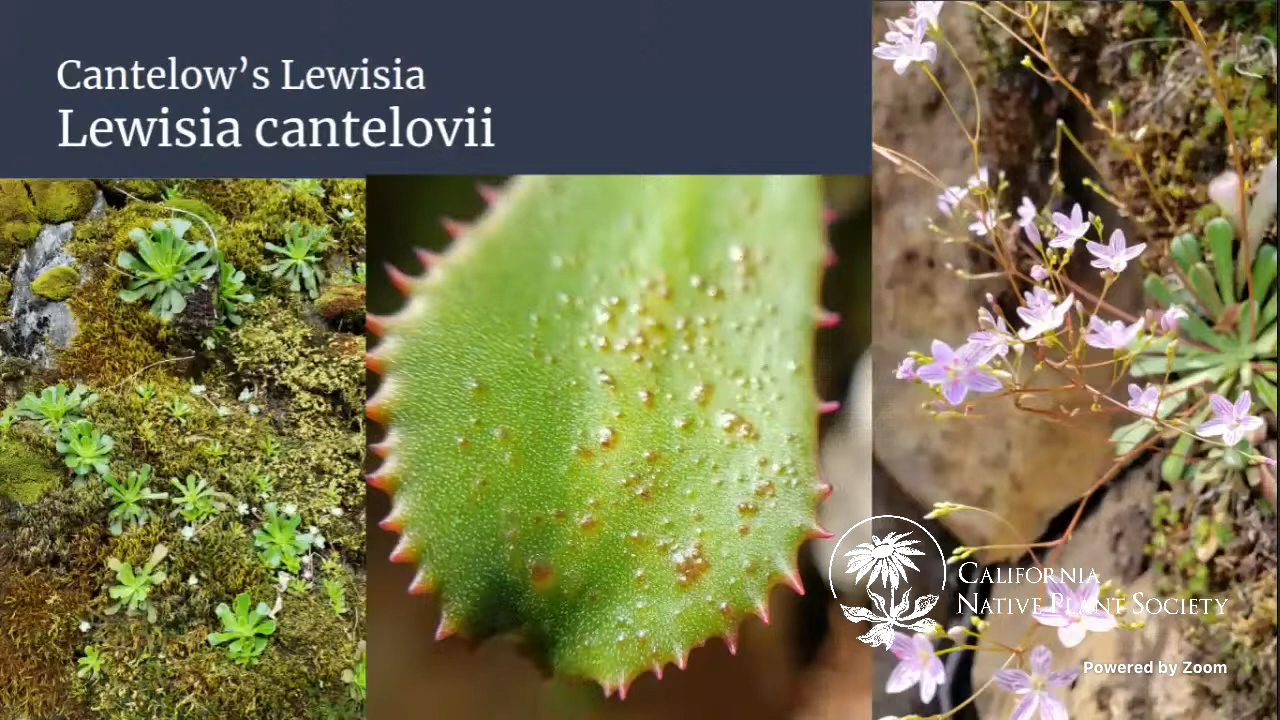 Cantelow’s Lewisia
Lewisia cantelovii
California
Native Plant Society
Powered by Zoom